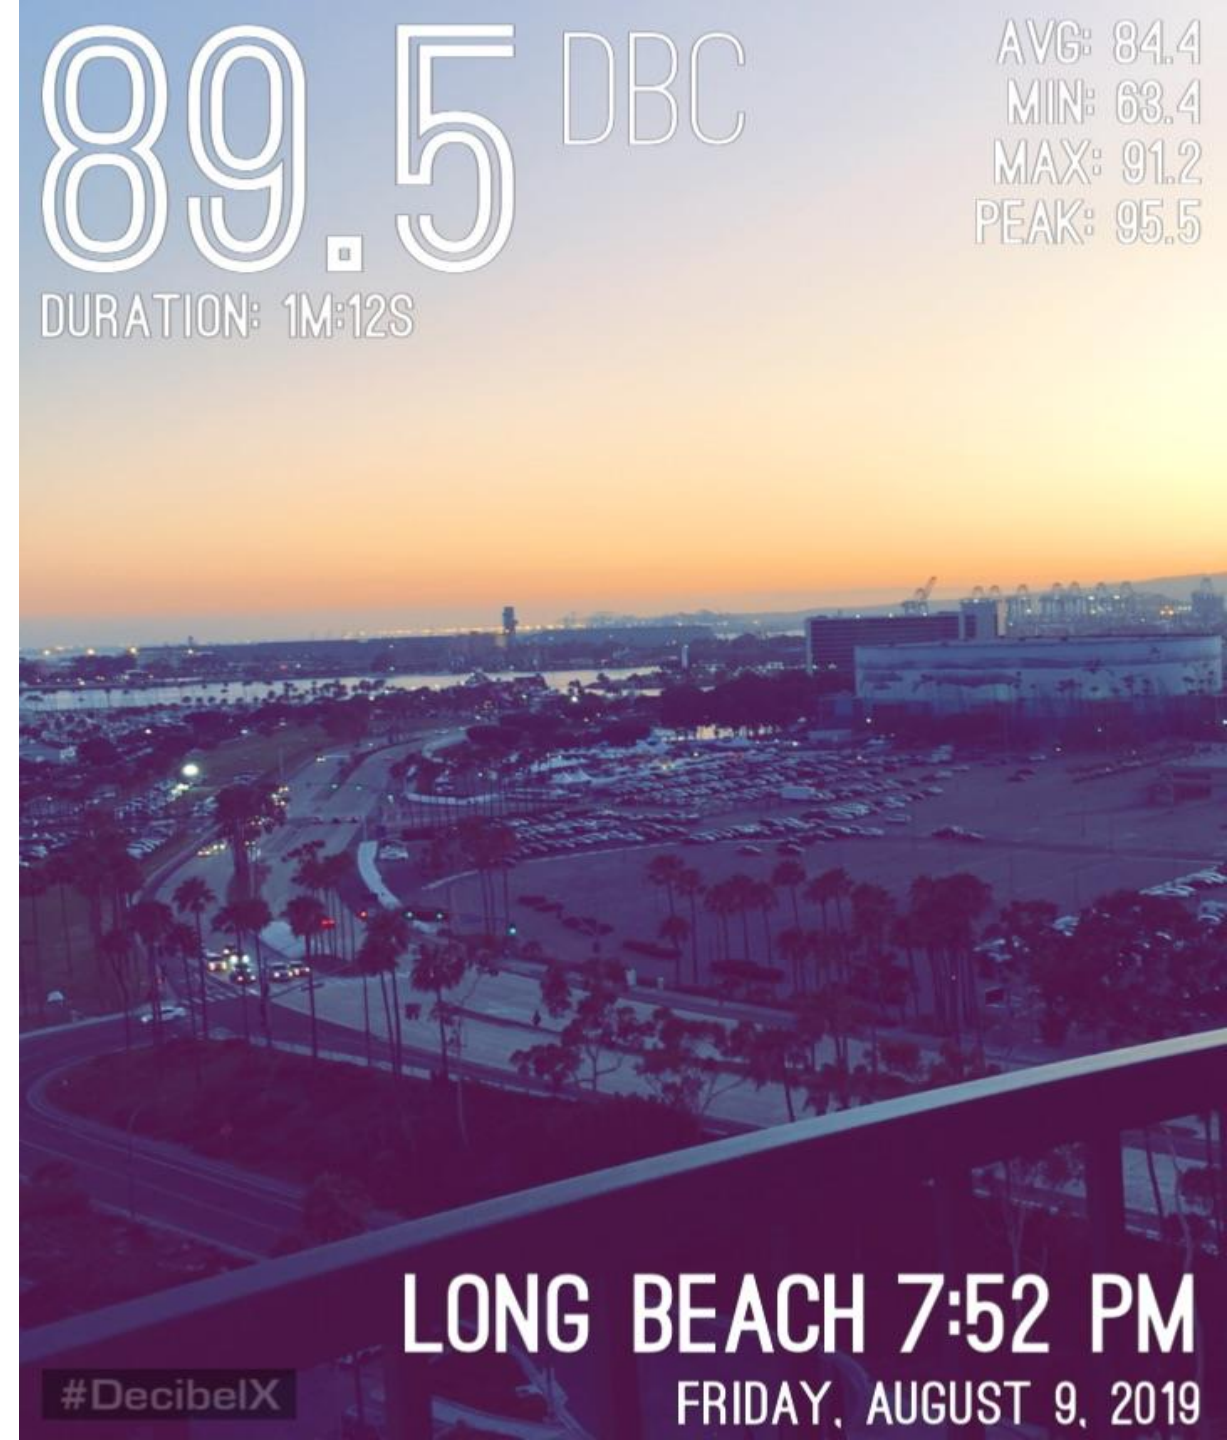 89.5 DBC
DURATION: 1M:12S
AVG: 84.4
MIN: 63.4
MAX: 91.2
PEAK: 95.5
LONG BEACH 7:52 PM
FRIDAY, AUGUST 9, 2019
#DecibelX